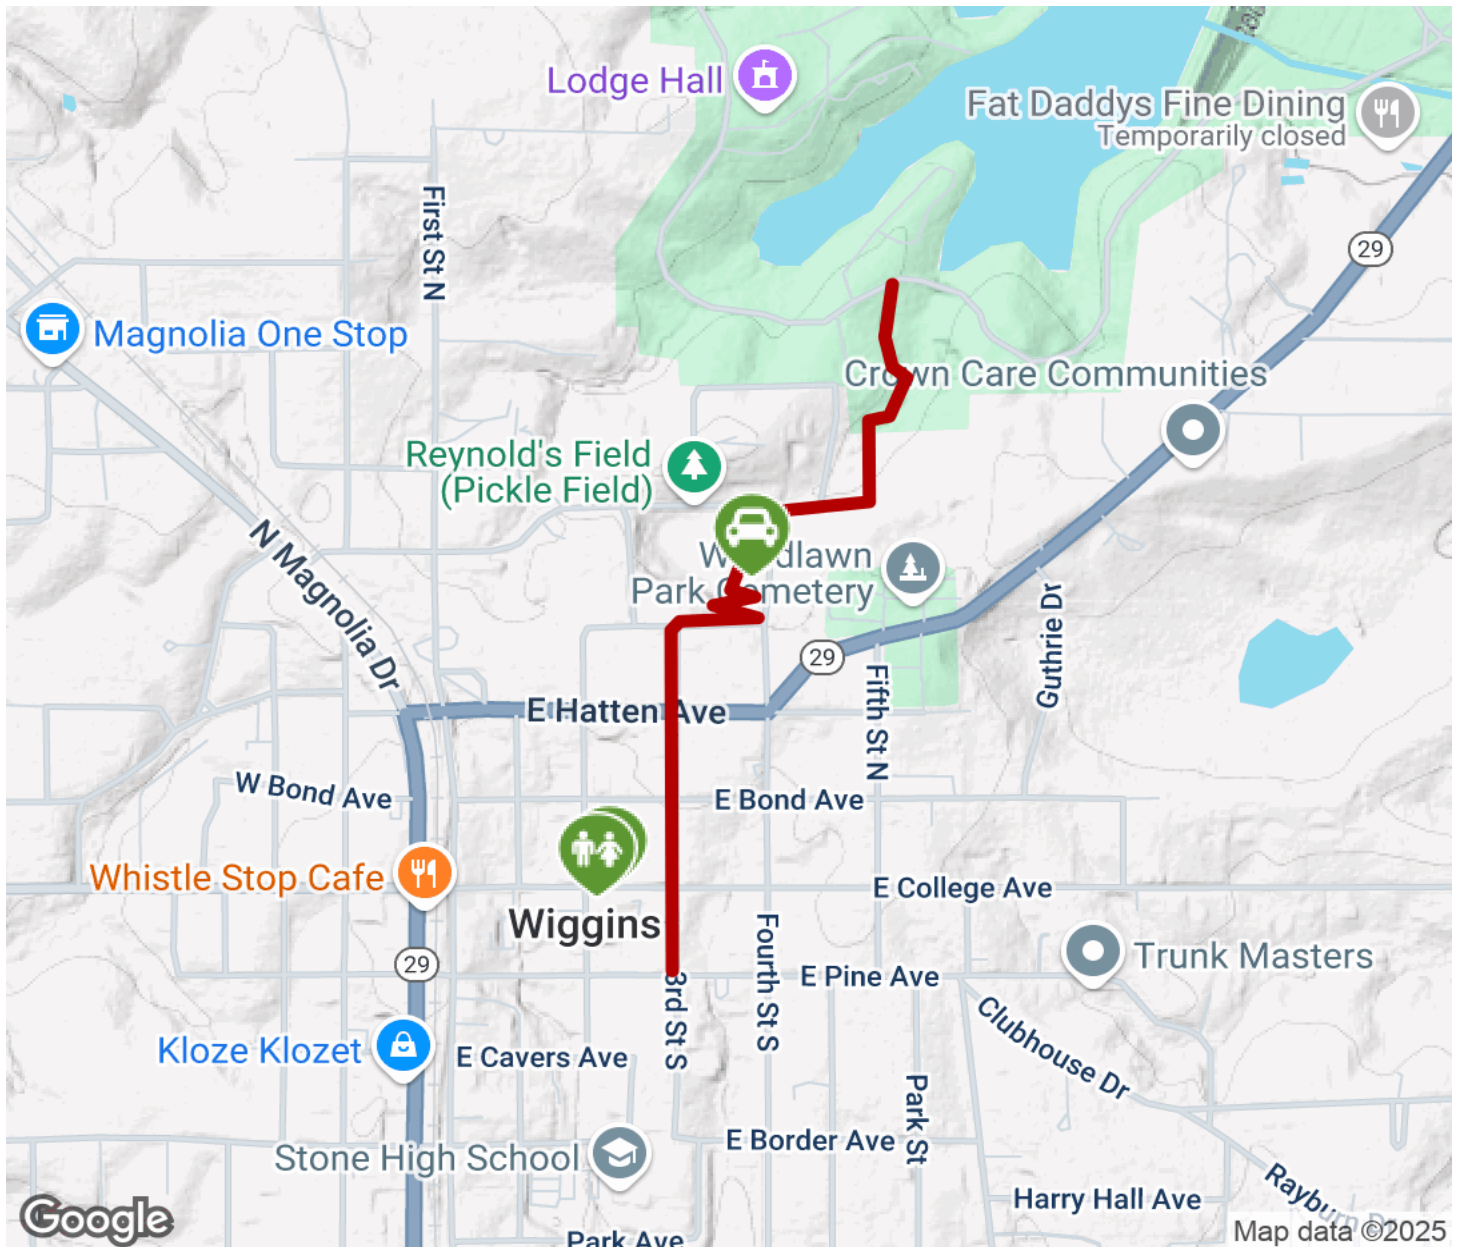 Lodge Hall
Fat Daddys Fine Dining
Temporarily closed
First St N
29
Magnolia One Stop
Crown Care Communities
Reynold's Field
(Pickle Field)
N Magnolia Dr
Woodlawn
Park Cemetery
Guthrie Dr
29
Fifth St N
E Hatten Ave
W Bond Ave
E Bond Ave
Whistle Stop Cafe
E College Ave
Wiggins
Fourth St S
Trunk Masters
29
3rd St S
E Pine Ave
Clubhouse Dr
Kloze Klozet
E Cavers Ave
Park St
E Border Ave
Stone High School
Rayburn Dr
Harry Hall Ave
Google
Park Ave
Map data ©2025